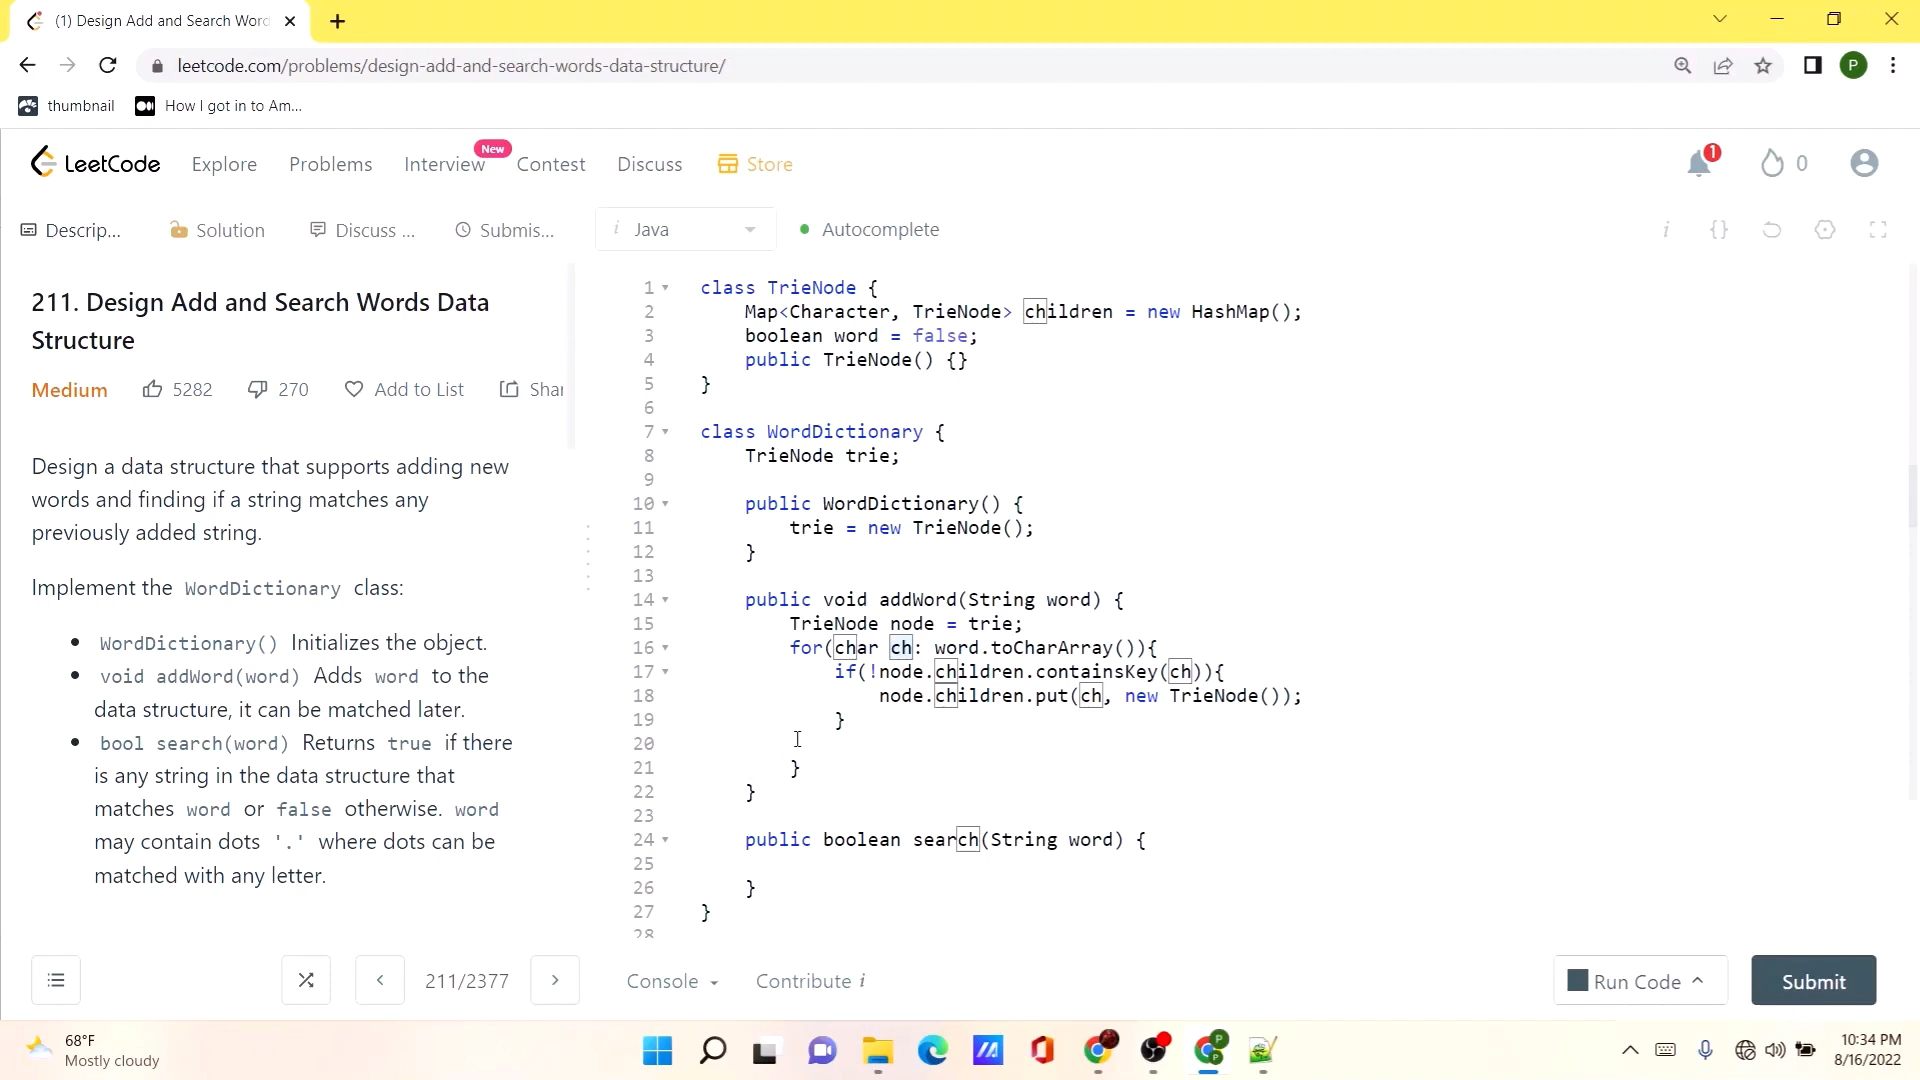 (1) Design Add and Search Word
leetcode.com/problems/design-add-and-search-words-data-structure/
P
thumbnail
How I got in to Am...
LeetCode
Explore
Problems
Interview
New
Contest
Discuss
Store
1
0
Descrip...
Solution
Discuss ...
Submis...
i Java
Autocomplete
i {}
211. Design Add and Search Words Data
Structure
Medium
5282
270
Add to List
Shar
Design a data structure that supports adding new
words and finding if a string matches any
previously added string.
Implement the WordDictionary class:
• WordDictionary() Initializes the object.
• void addWord(word) Adds word to the
data structure, it can be matched later.
• bool search(word) Returns true if there
is any string in the data structure that
matches word or false otherwise. word
may contain dots '.' where dots can be
matched with any letter.
1 class TrieNode {
2 Map<Character, TrieNode> children = new HashMap();
3 boolean word = false;
4 public TrieNode() {}
5 }
6
7 class WordDictionary {
8 TrieNode trie;
9
10 public WordDictionary() {
11 trie = new TrieNode();
12 }
13
14 public void addWord(String word) {
15 TrieNode node = trie;
16 for(char ch: word.toCharArray()){
17 if(!node.children.containsKey(ch)){
18 node.children.put(ch, new TrieNode());
19 }
20
21 }
22 }
23
24 public boolean search(String word) {
25
26 }
27 }
28
211/2377
Console
Contribute i
Run Code
Submit
68°F
Mostly cloudy
10:34 PM
8/16/2022